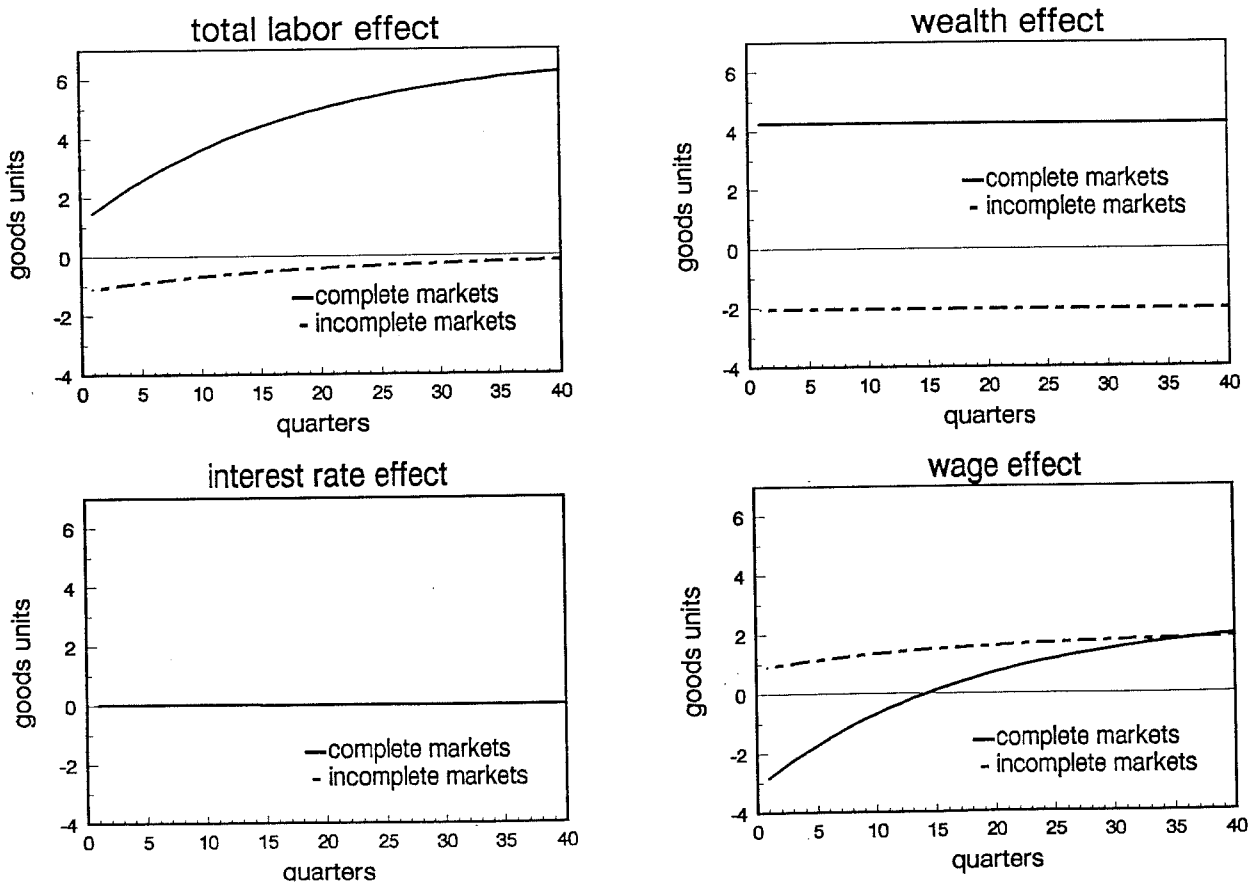 total labor effect
6
4
2
0
-2
-4
goods units
complete markets
incomplete markets
0 5 10 15 20 25 30 35 40
quarters
wealth effect
6
4
2
0
-2
-4
goods units
complete markets
incomplete markets
0 5 10 15 20 25 30 35 40
quarters
interest rate effect
6
4
2
0
-2
-4
goods units
complete markets
incomplete markets
0 5 10 15 20 25 30 35 40
quarters
wage effect
6
4
2
0
-2
-4
goods units
complete markets
incomplete markets
0 5 10 15 20 25 30 35 40
quarters